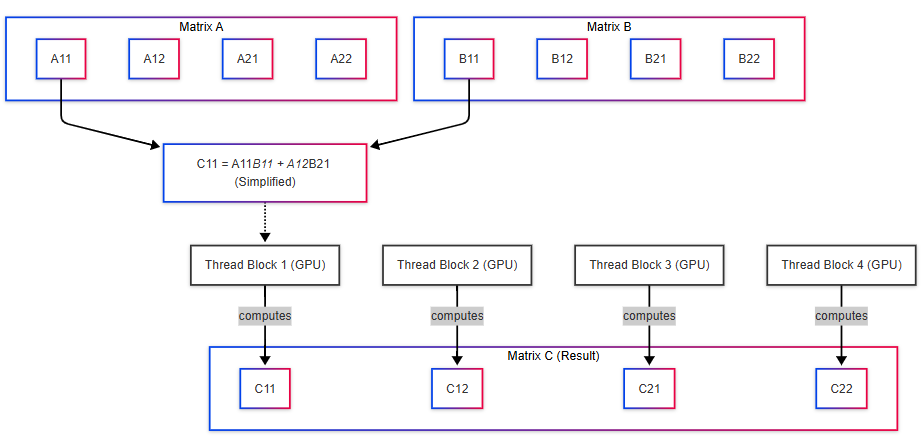 Matrix A
Matrix B
A11
A12
A21
A22
B11
B12
B21
B22
C11 = A11B11 + A12B21
(Simplified)
Thread Block 1 (GPU)
Thread Block 2 (GPU)
Thread Block 3 (GPU)
Thread Block 4 (GPU)
computes
computes
computes
computes
Matrix C (Result)
C11
C12
C21
C22